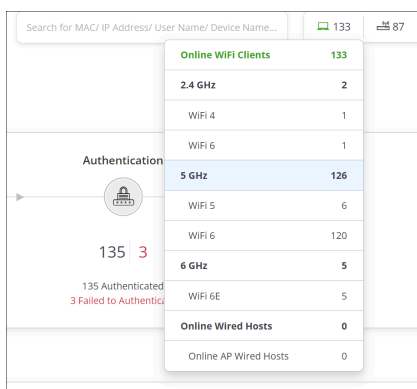 Search for MAC/ IP Address/ User Name/ Device Name...
133
87
Online WiFi Clients 133
2.4 GHz 2
WiFi 4 1
WiFi 6 1
5 GHz 126
WiFi 5 6
WiFi 6 120
6 GHz 5
WiFi 6E 5
Online Wired Hosts 0
Online AP Wired Hosts 0
Authentication
135 3
135 Authenticated
3 Failed to Authentica